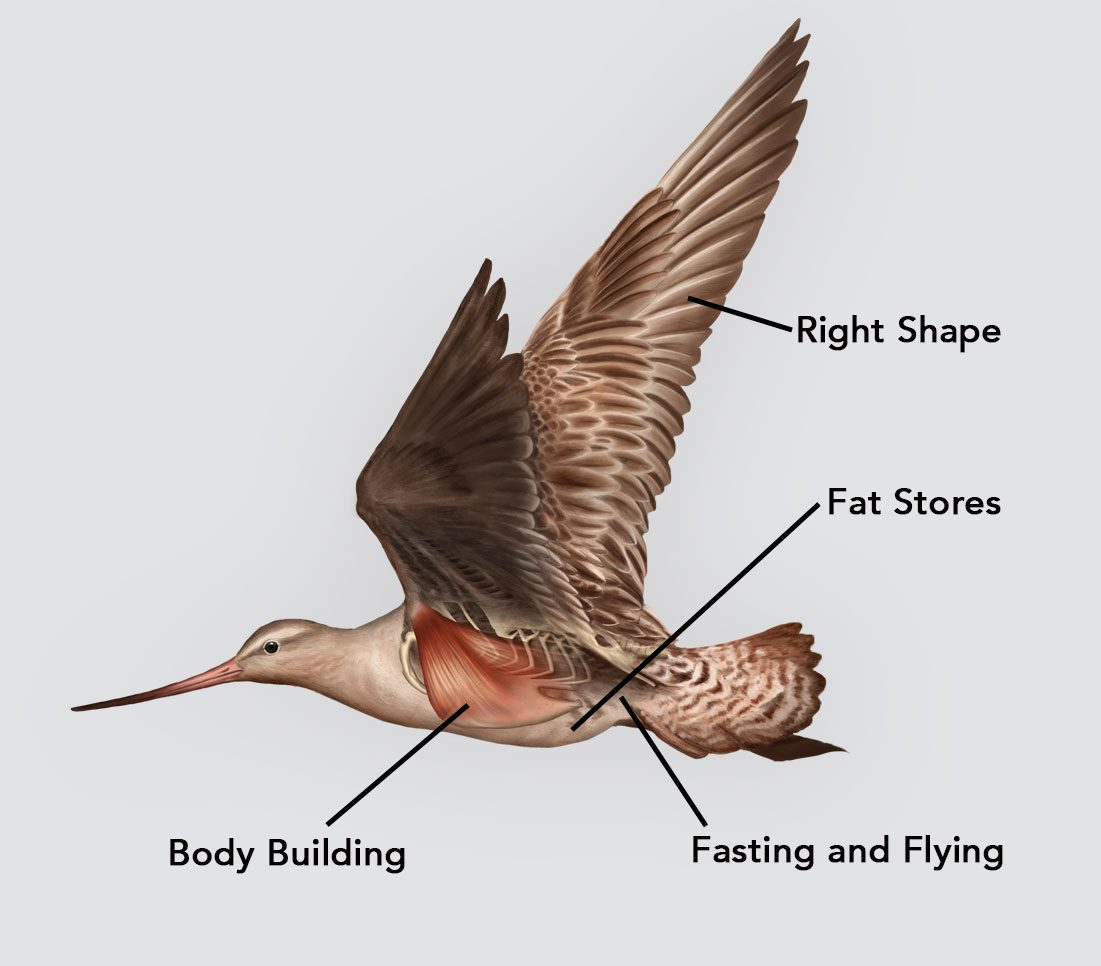 Right Shape
Fat Stores
Body Building
Fasting and Flying